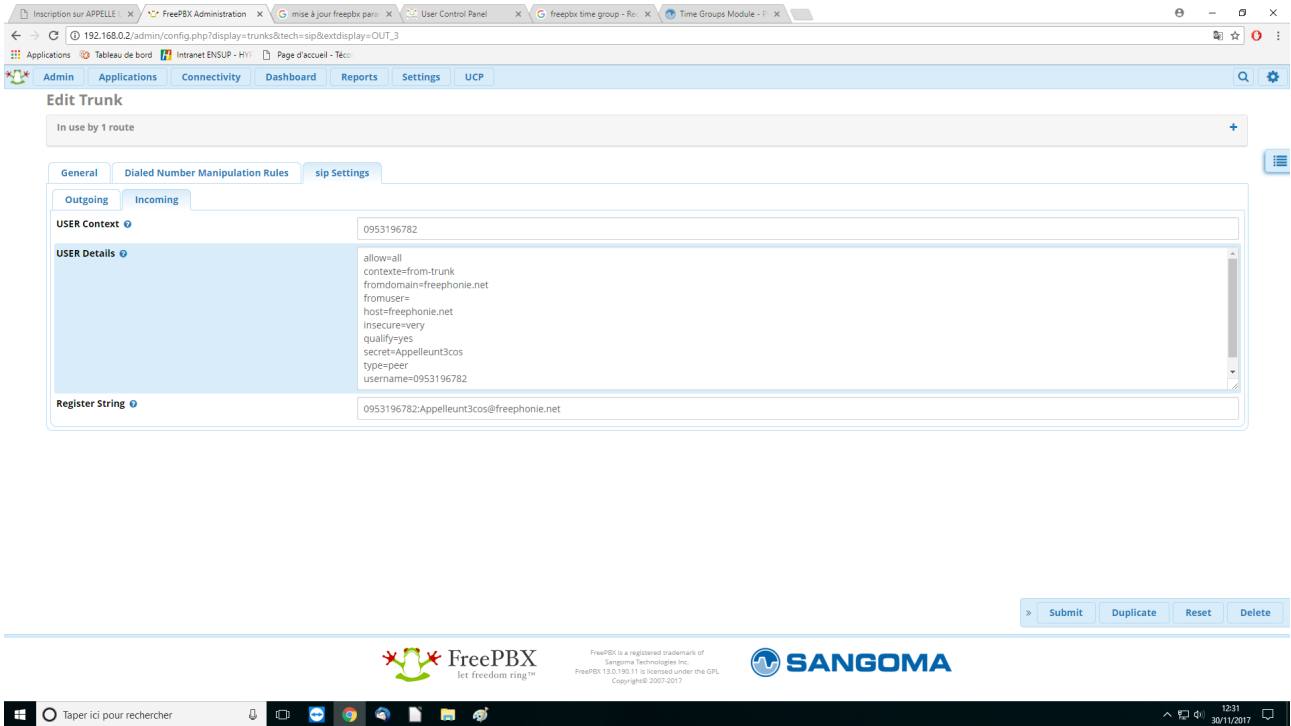 Inscription sur APPELLE
FreePBX Administration
mise à jour freepbx para
User Control Panel
freepbx time group - Re
Time Groups Module - P
192.168.0.2/admin/config.php?display=trunks&tech=sip&extdisplay=OUT_3
Applications
Tableau de bord
Intranet ENSUP - HYP
Page d'accueil - Téco
Admin
Applications
Connectivity
Dashboard
Reports
Settings
UCP
Edit Trunk
In use by 1 route
General
Dialed Number Manipulation Rules
sip Settings
Outgoing
Incoming
USER Context
0953196782
USER Details
allow=all
contexte=from-trunk
fromdomain=freephonie.net
fromuser=
host=freephonie.net
insecure=very
qualify=yes
secret=Appelleunt3cos
type=peer
username=0953196782
Register String
0953196782:Appelleunt3cos@freephonie.net
» Submit
Duplicate
Reset
Delete
FreePBX
let freedom ring™
FreePBX is a registered trademark of
Sangoma Technologies Inc.
FreePBX 13.0.190.11 is licensed under the GPL
Copyright© 2007-2017
SANGOMA
Taper ici pour rechercher
12:31
30/11/2017